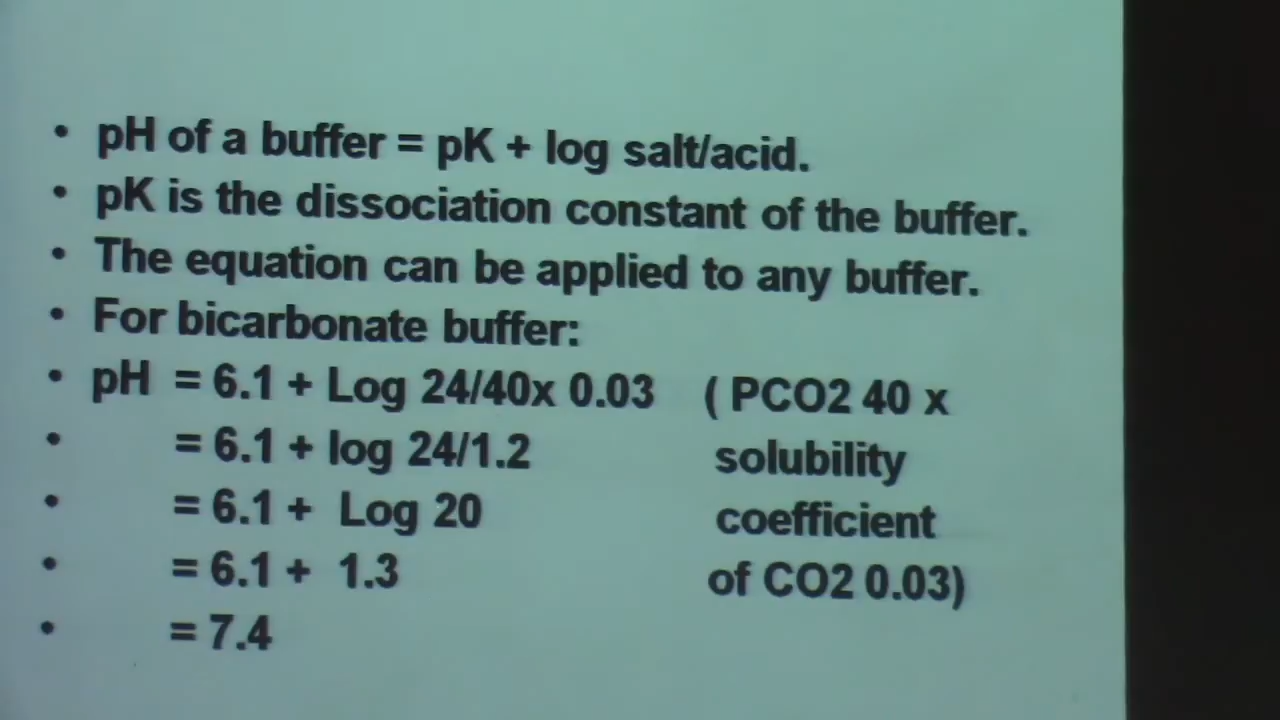 • pH of a buffer = pK + log salt/acid.
• pK is the dissociation constant of the buffer.
• The equation can be applied to any buffer.
• For bicarbonate buffer:
• pH = 6.1 + Log 24/40x 0.03 ( PCO2 40 x
• = 6.1 + log 24/1.2 solubility
• = 6.1 + Log 20 coefficient
• = 6.1 + 1.3 of CO2 0.03)
• = 7.4